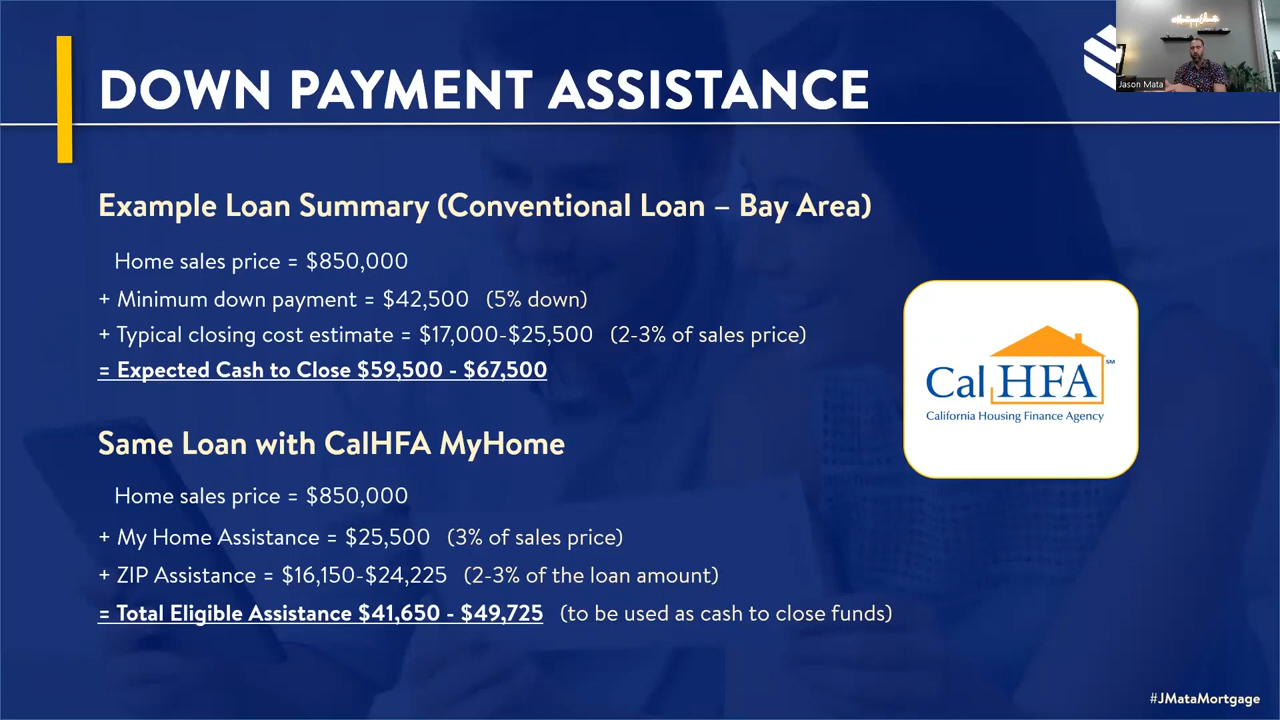 DOWN PAYMENT ASSISTANCE
Jason Mata
Example Loan Summary (Conventional Loan – Bay Area)
Home sales price = $850,000
+ Minimum down payment = $42,500 (5% down)
+ Typical closing cost estimate = $17,000-$25,500 (2-3% of sales price)
= Expected Cash to Close $59,500 - $67,500
CalHFA SM
California Housing Finance Agency
Same Loan with CalHFA MyHome
Home sales price = $850,000
+ My Home Assistance = $25,500 (3% of sales price)
+ ZIP Assistance = $16,150-$24,225 (2-3% of the loan amount)
= Total Eligible Assistance $41,650 - $49,725 (to be used as cash to close funds)
#JMataMortgage